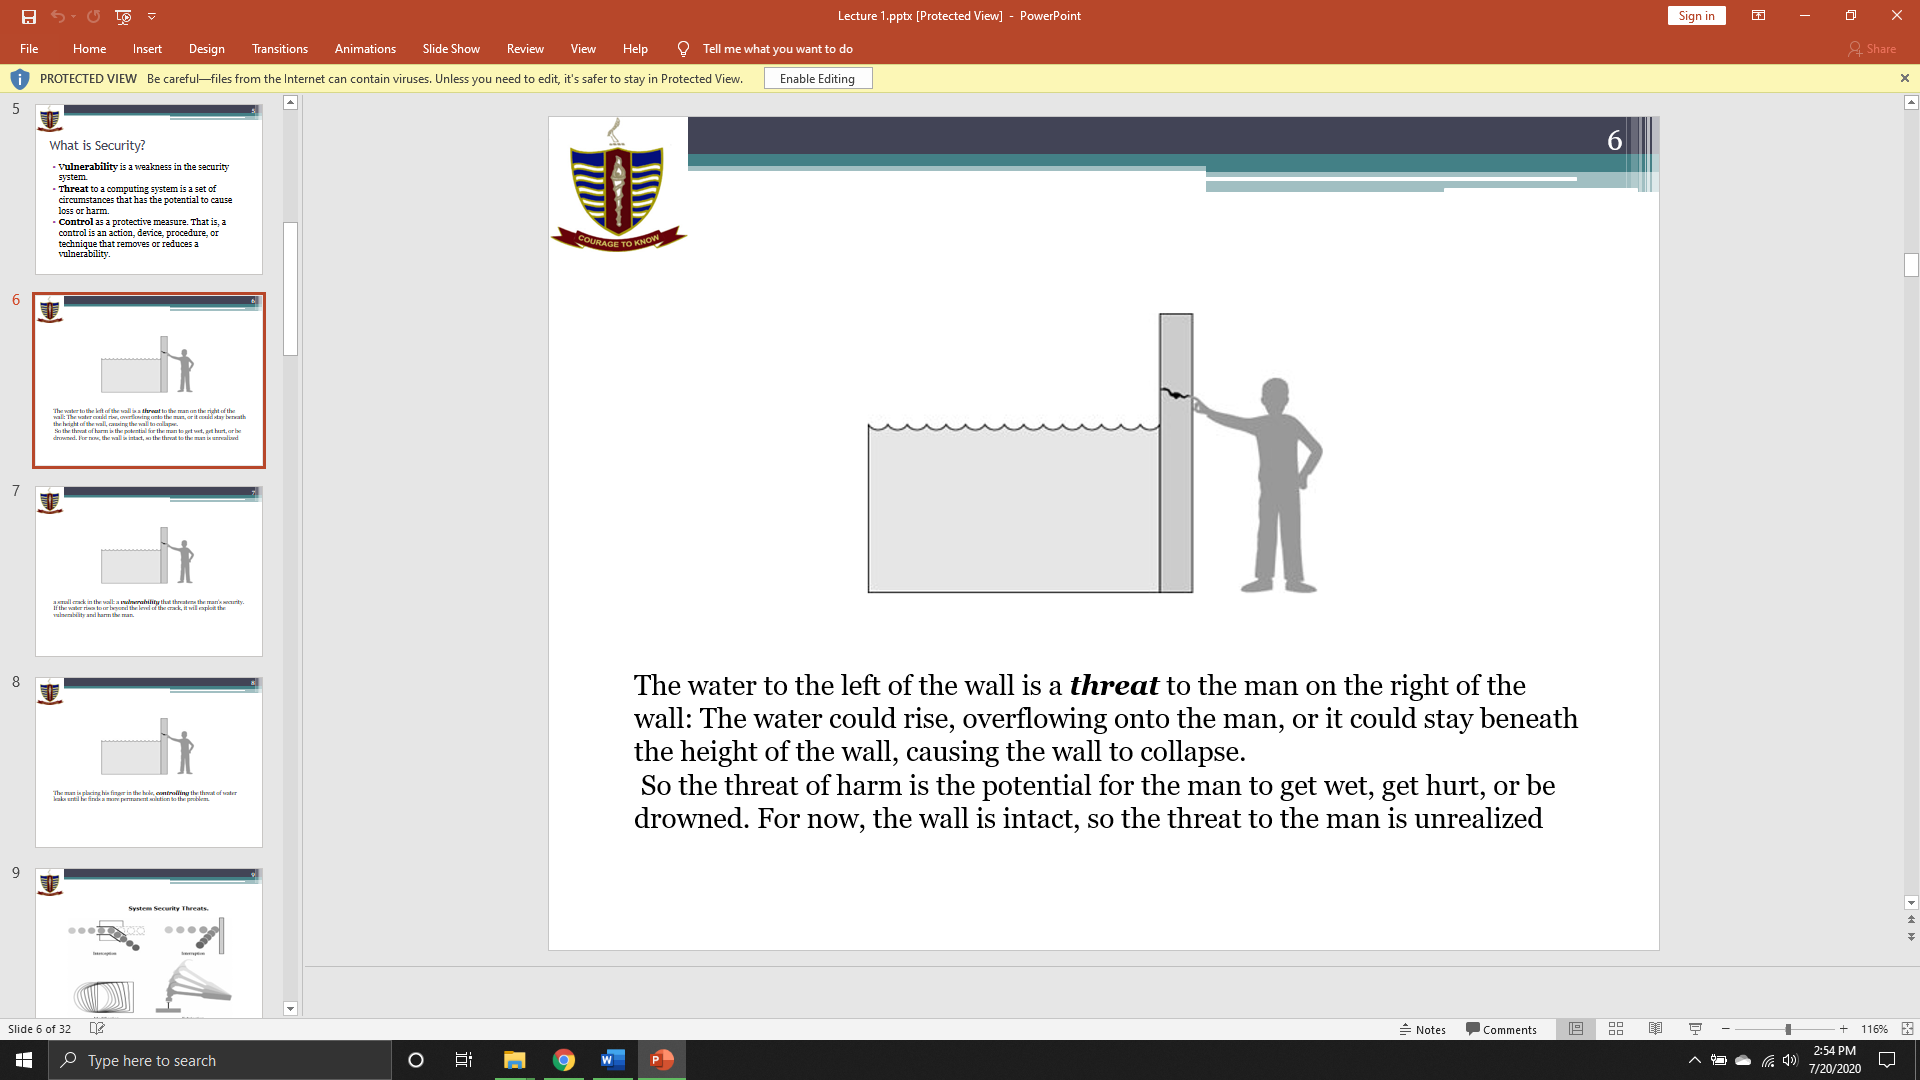 Lecture 1.pptx [Protected View] - PowerPoint
Sign in
File Home Insert Design Transitions Animations Slide Show Review View Help Tell me what you want to do Share
PROTECTED VIEW Be careful—files from the Internet can contain viruses. Unless you need to edit, it's safer to stay in Protected View. Enable Editing
5
5
What is Security?
• Vulnerability is a weakness in the security
system.
• Threat to a computing system is a set of
circumstances that has the potential to cause
loss or harm.
• Control as a protective measure. That is, a
control is an action, device, procedure, or
technique that removes or reduces a
vulnerability.
6
6
The water to the left of the wall is a threat to the man on the right of the
wall: The water could rise, overflowing onto the man, or it could stay beneath
the height of the wall, causing the wall to collapse.
So the threat of harm is the potential for the man to get wet, get hurt, or be
drowned. For now, the wall is intact, so the threat to the man is unrealized
7
7
a small crack in the wall: a vulnerability that threatens the man's security.
If the water rises to or beyond the level of the crack, it will exploit the
vulnerability and harm the man.
8
8
The man is placing his finger in the hole, controlling the threat of water
leaks until he finds a more permanent solution to the problem.
9
9
System Security Threats.
Interception Interruption
6
COURAGE TO KNOW
The water to the left of the wall is a threat to the man on the right of the
wall: The water could rise, overflowing onto the man, or it could stay beneath
the height of the wall, causing the wall to collapse.
So the threat of harm is the potential for the man to get wet, get hurt, or be
drowned. For now, the wall is intact, so the threat to the man is unrealized
Slide 6 of 32 Notes Comments 116%
Type here to search
2:54 PM
7/20/2020